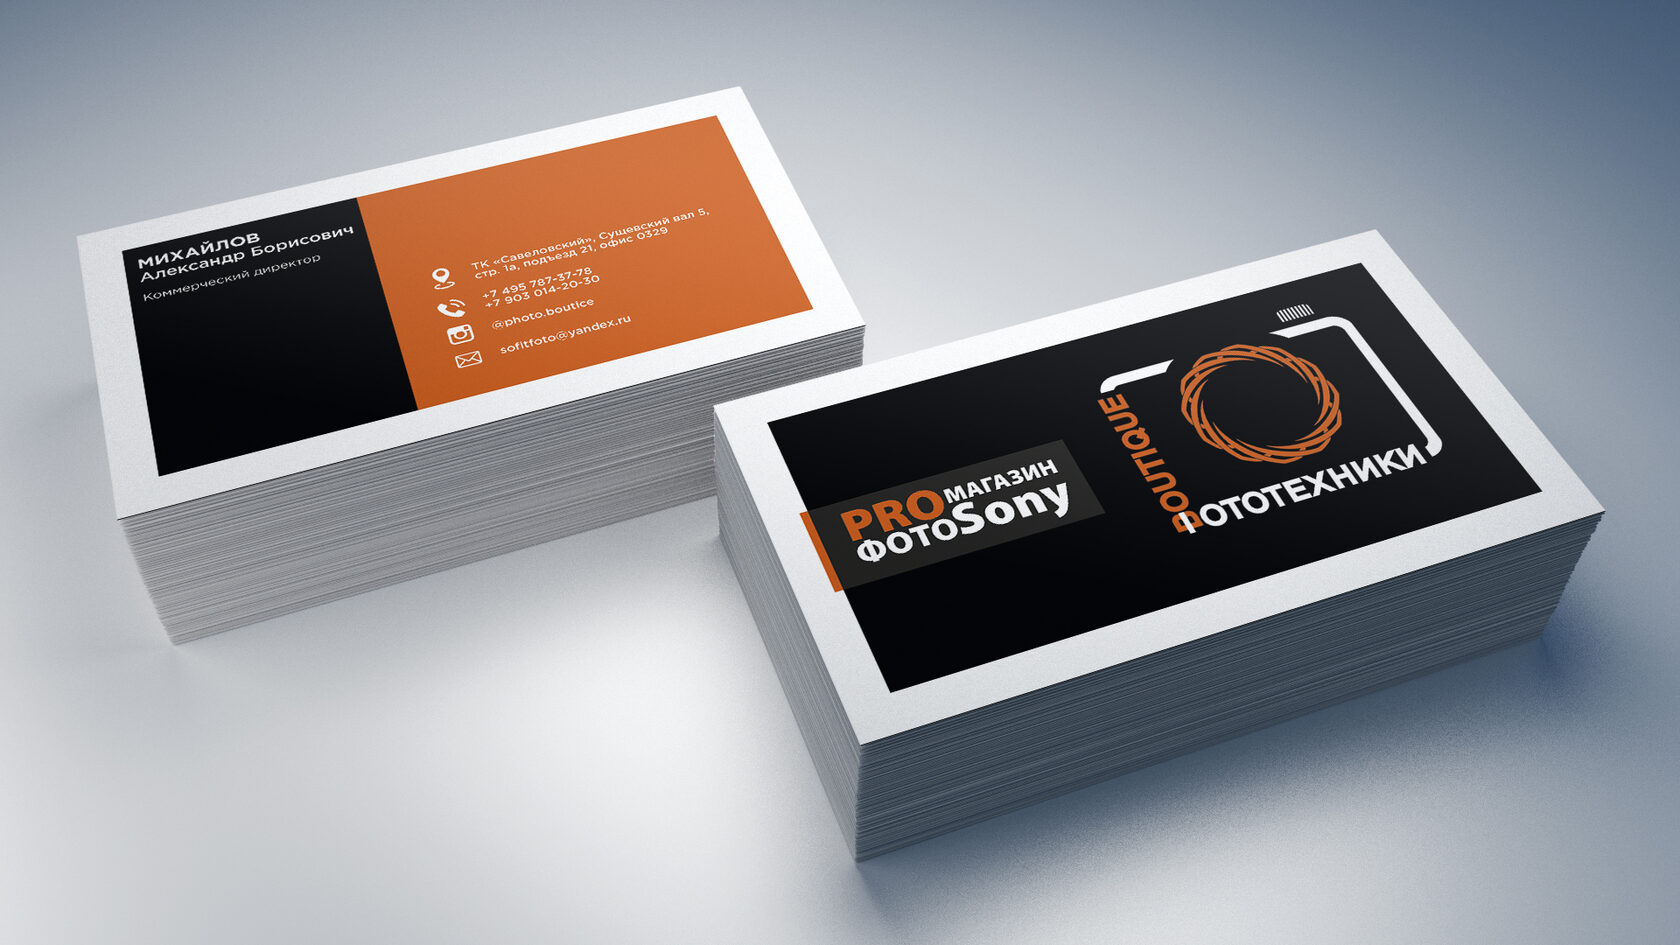 МИХАЙЛОВ
Александр Борисович
Коммерческий директор
ТК «Савеловский», Сущевский вал 5,
стр. 1а, подъезд 21, офис 0329
+7 495 787-37-78
+7 903 014-20-30
@photo.boutice
sofitfoto@yandex.ru
PRO МАГАЗИН
ФОТО Sony
BOUTIQUE
ФОТОТЕХНИКИ